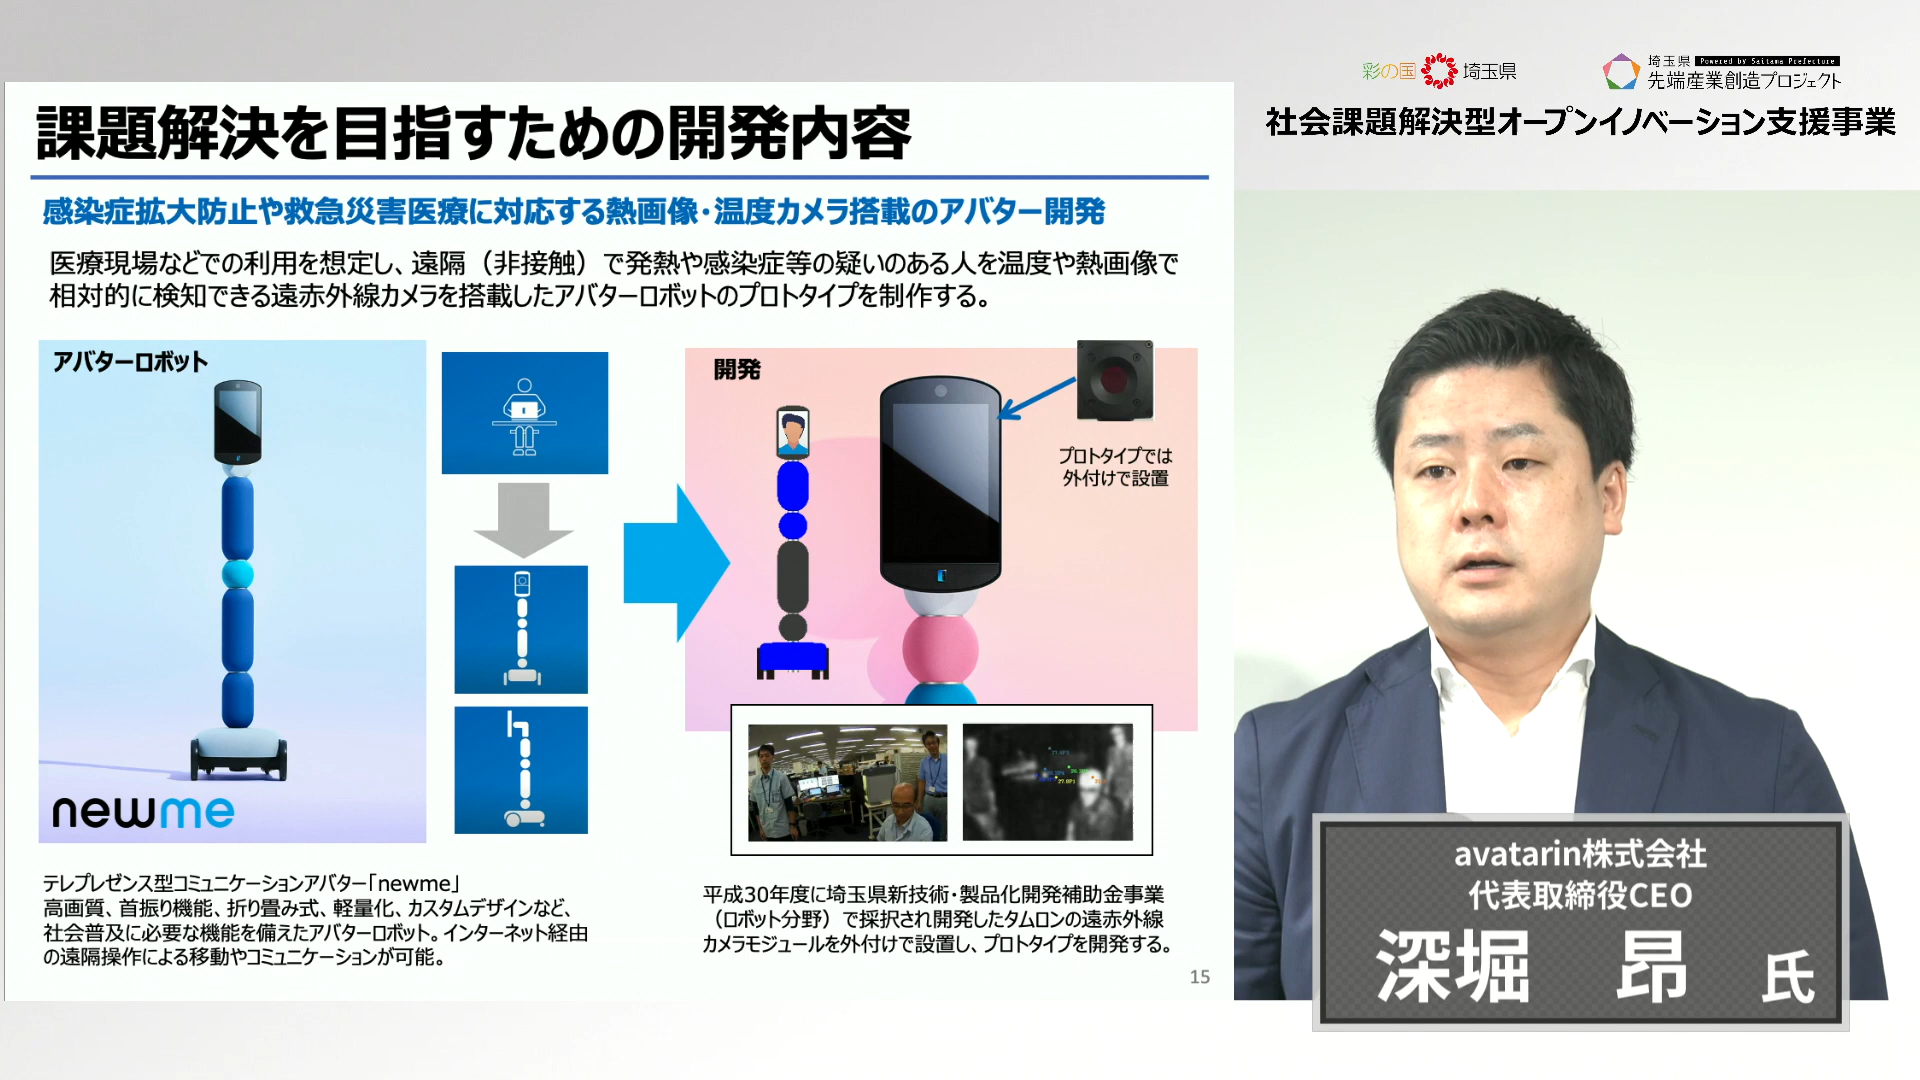 彩の国 埼玉県
埼玉県 Powered by Saitama Prefecture
先端産業創造プロジェクト
社会課題解決型オープンイノベーション支援事業
課題解決を目指すための開発内容
感染症拡大防止や救急災害医療に対応する熱画像・温度カメラ搭載のアバター開発
医療現場などでの利用を想定し、遠隔（非接触）で発熱や感染症等の疑いのある人を温度や熱画像で
相対的に検知できる遠赤外線カメラを搭載したアバターロボットのプロトタイプを制作する。
アバターロボット
newme
テレプレゼンス型コミュニケーションアバター「newme」
高画質、首振り機能、折り畳み式、軽量化、カスタムデザインなど、
社会普及に必要な機能を備えたアバターロボット。インターネット経由
の遠隔操作による移動やコミュニケーションが可能。
開発
プロトタイプでは
外付けで設置
平成30年度に埼玉県新技術・製品化開発補助金事業
（ロボット分野）で採択され開発したタムロンの遠赤外線
カメラモジュールを外付けで設置し、プロトタイプを開発する。
15
avatarin株式会社
代表取締役CEO
深堀 昂 氏